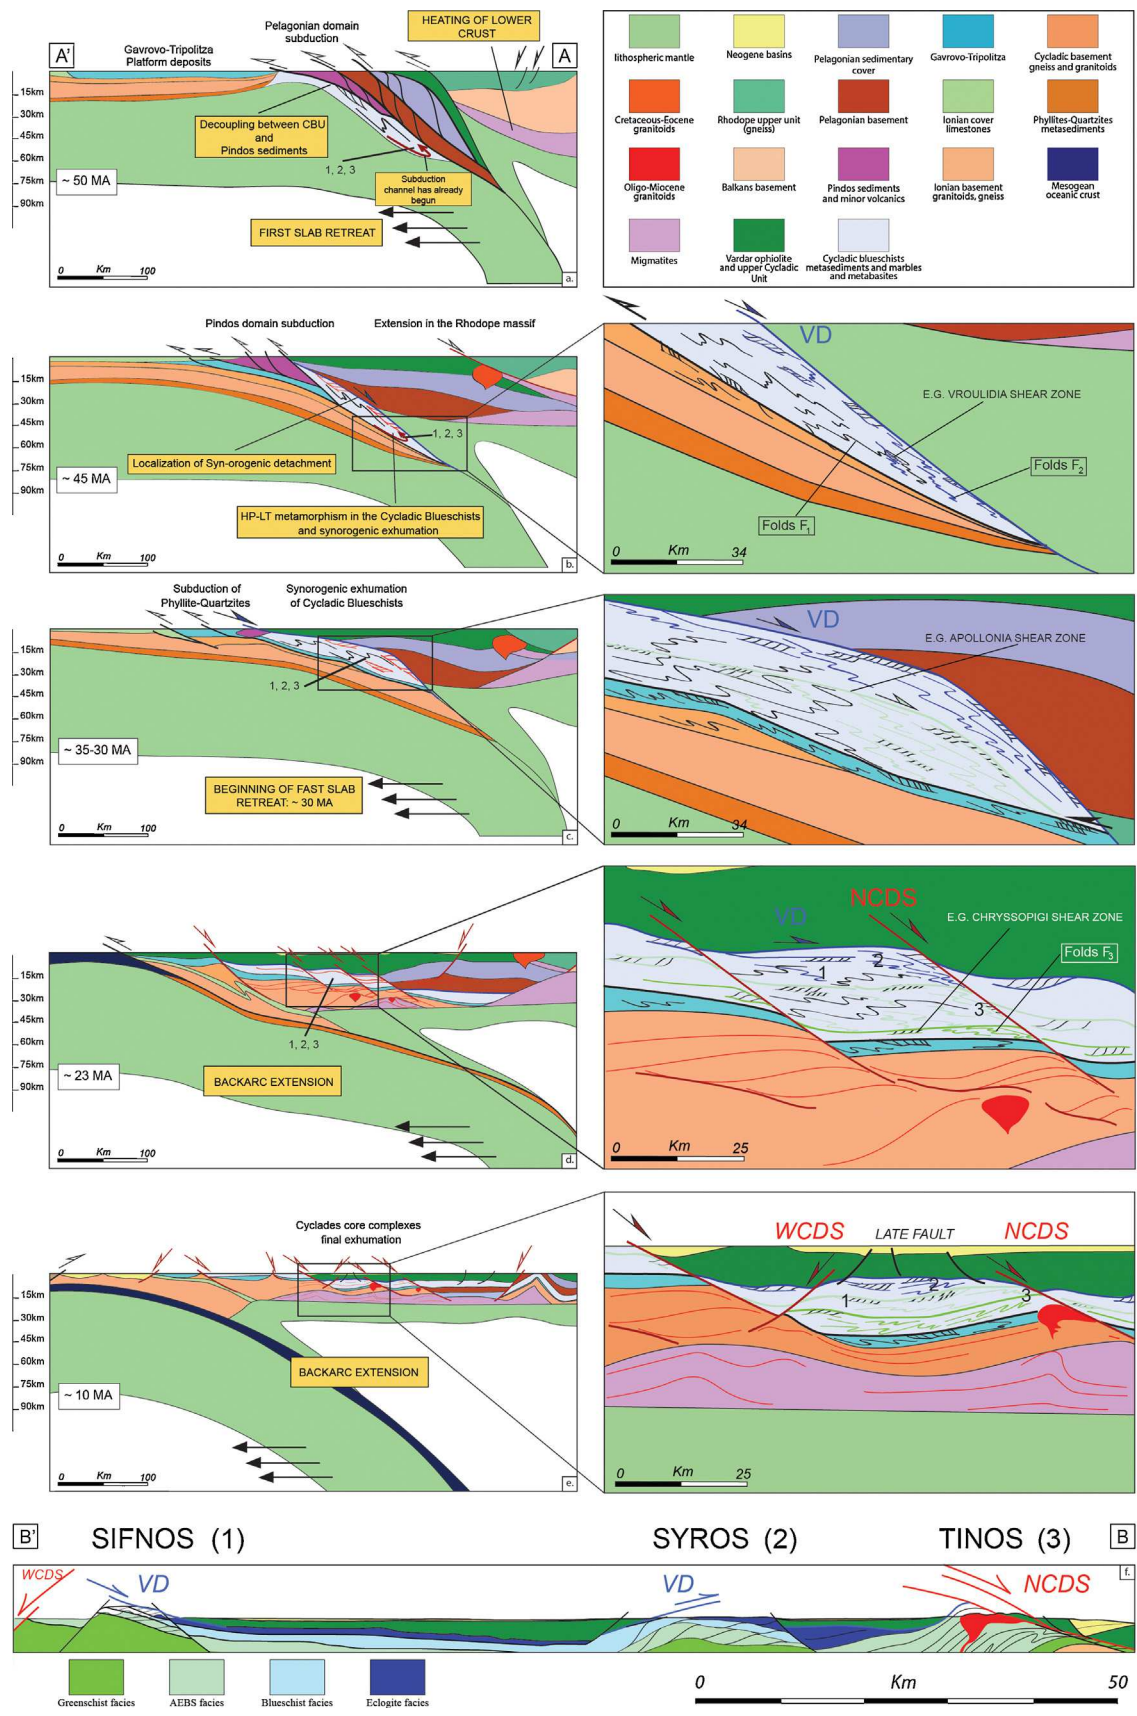 A'
Gavrovo-Tripolitza
Platform deposits
Pelagonian domain
subduction
HEATING OF LOWER
CRUST
A
15km
30km
45km
60km
75km
90km
Decoupling between CBU
and
Pindos sediments
1, 2, 3
Subduction
channel has already
begun
~ 50 MA
FIRST SLAB RETREAT
0 Km 100
a.
lithospheric mantle
Neogene basins
Pelagonian sedimentary
cover
Gavrovo-Tripolitza
Cycladic basement
gneiss and granitoids
Cretaceous-Eocene
granitoids
Rhodope upper unit
(gneiss)
Pelagonian basement
Ionian cover
limestones
Phyllites-Quartzites
metasediments
Oligo-Miocene
granitoids
Balkans basement
Pindos sediments
and minor volcanics
Ionian basement
granitoids, gneiss
Mesogean
oceanic crust
Migmatites
Vardar ophiolite
and upper Cycladic
Unit
Cycladic blueschists
metasediments and marbles
and metabasites
Pindos domain subduction
Extension in the Rhodope massif
15km
30km
45km
60km
75km
90km
1, 2, 3
Localization of Syn-orogenic detachment
~ 45 MA
HP-LT metamorphism in the Cycladic Blueschists
and synorogenic exhumation
0 Km 100
b.
VD
E.G. VROULIDIA SHEAR ZONE
Folds F2
Folds F1
0 Km 34
Subduction of
Phyllite-Quartzites
Synorogenic exhumation
of Cycladic Blueschists
15km
30km
45km
60km
75km
90km
1, 2, 3
~ 35-30 MA
BEGINNING OF FAST SLAB
RETREAT: ~ 30 MA
0 Km 100
c.
VD
E.G. APOLLONIA SHEAR ZONE
0 Km 34
15km
30km
45km
60km
75km
90km
1, 2, 3
~ 23 MA
BACKARC EXTENSION
0 Km 100
d.
NCDS
VD
E.G. CHRYSSOPIGI SHEAR ZONE
Folds F3
1
2
3
0 Km 25
Cyclades core complexes
final exhumation
15km
30km
45km
60km
75km
90km
BACKARC EXTENSION
~ 10 MA
0 Km 100
e.
WCDS
LATE FAULT
NCDS
1
2
3
0 Km 25
B'
SIFNOS (1)
SYROS (2)
TINOS (3)
B
WCDS
VD
VD
NCDS
f.
Greenschist facies
AEBS facies
Blueschist facies
Eclogite facies
0 Km 50